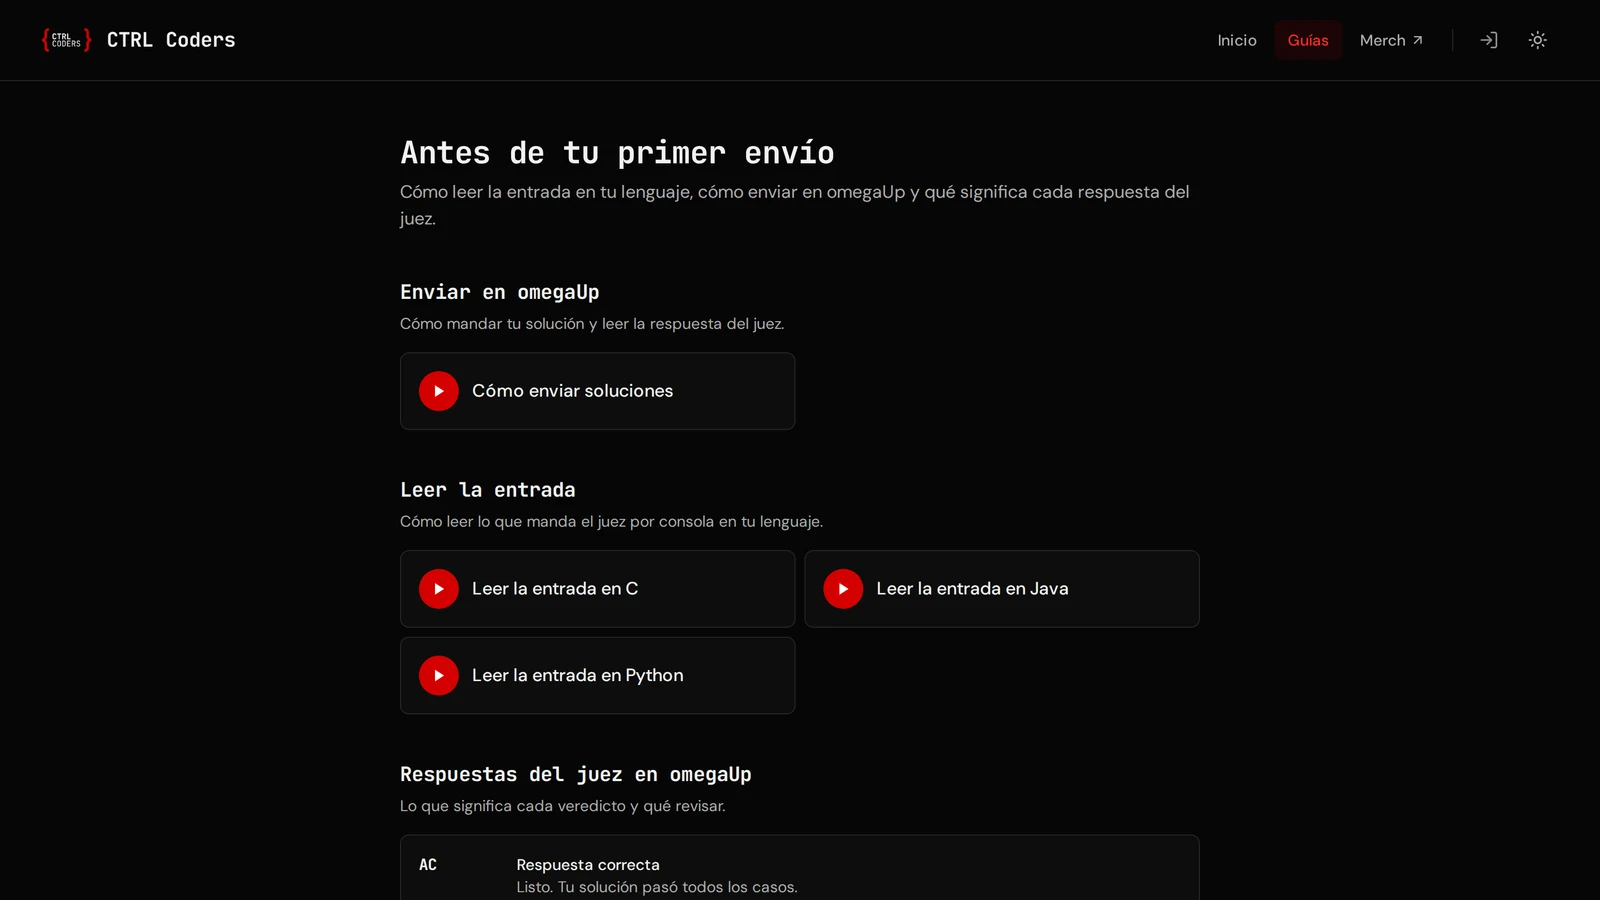 {CTRL CODERS}
CTRL Coders
Inicio
Guías
Merch
Antes de tu primer envío
Cómo leer la entrada en tu lenguaje, cómo enviar en omegaUp y qué significa cada respuesta del
juez.
Enviar en omegaUp
Cómo mandar tu solución y leer la respuesta del juez.
Cómo enviar soluciones
Leer la entrada
Cómo leer lo que manda el juez por consola en tu lenguaje.
Leer la entrada en C
Leer la entrada en Java
Leer la entrada en Python
Respuestas del juez en omegaUp
Lo que significa cada veredicto y qué revisar.
AC
Respuesta correcta
Listo. Tu solución pasó todos los casos.